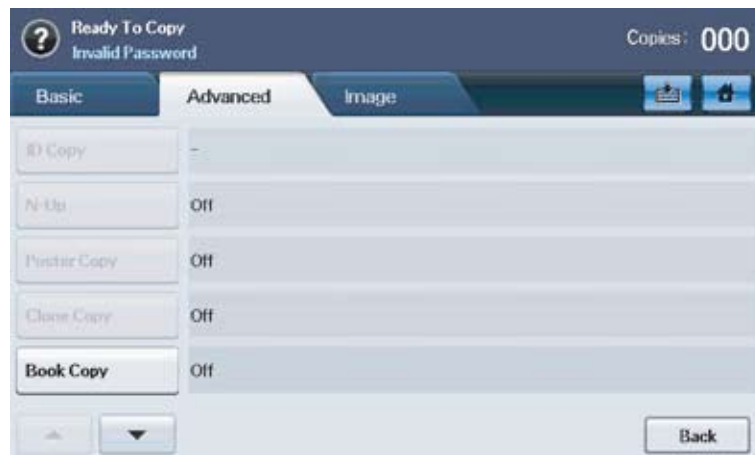 Ready To Copy
Invalid Password
Copies: 000
Basic
Advanced
Image
ID Copy
-
N-Up
Off
Poster Copy
Off
Clone Copy
Off
Book Copy
Off
Back